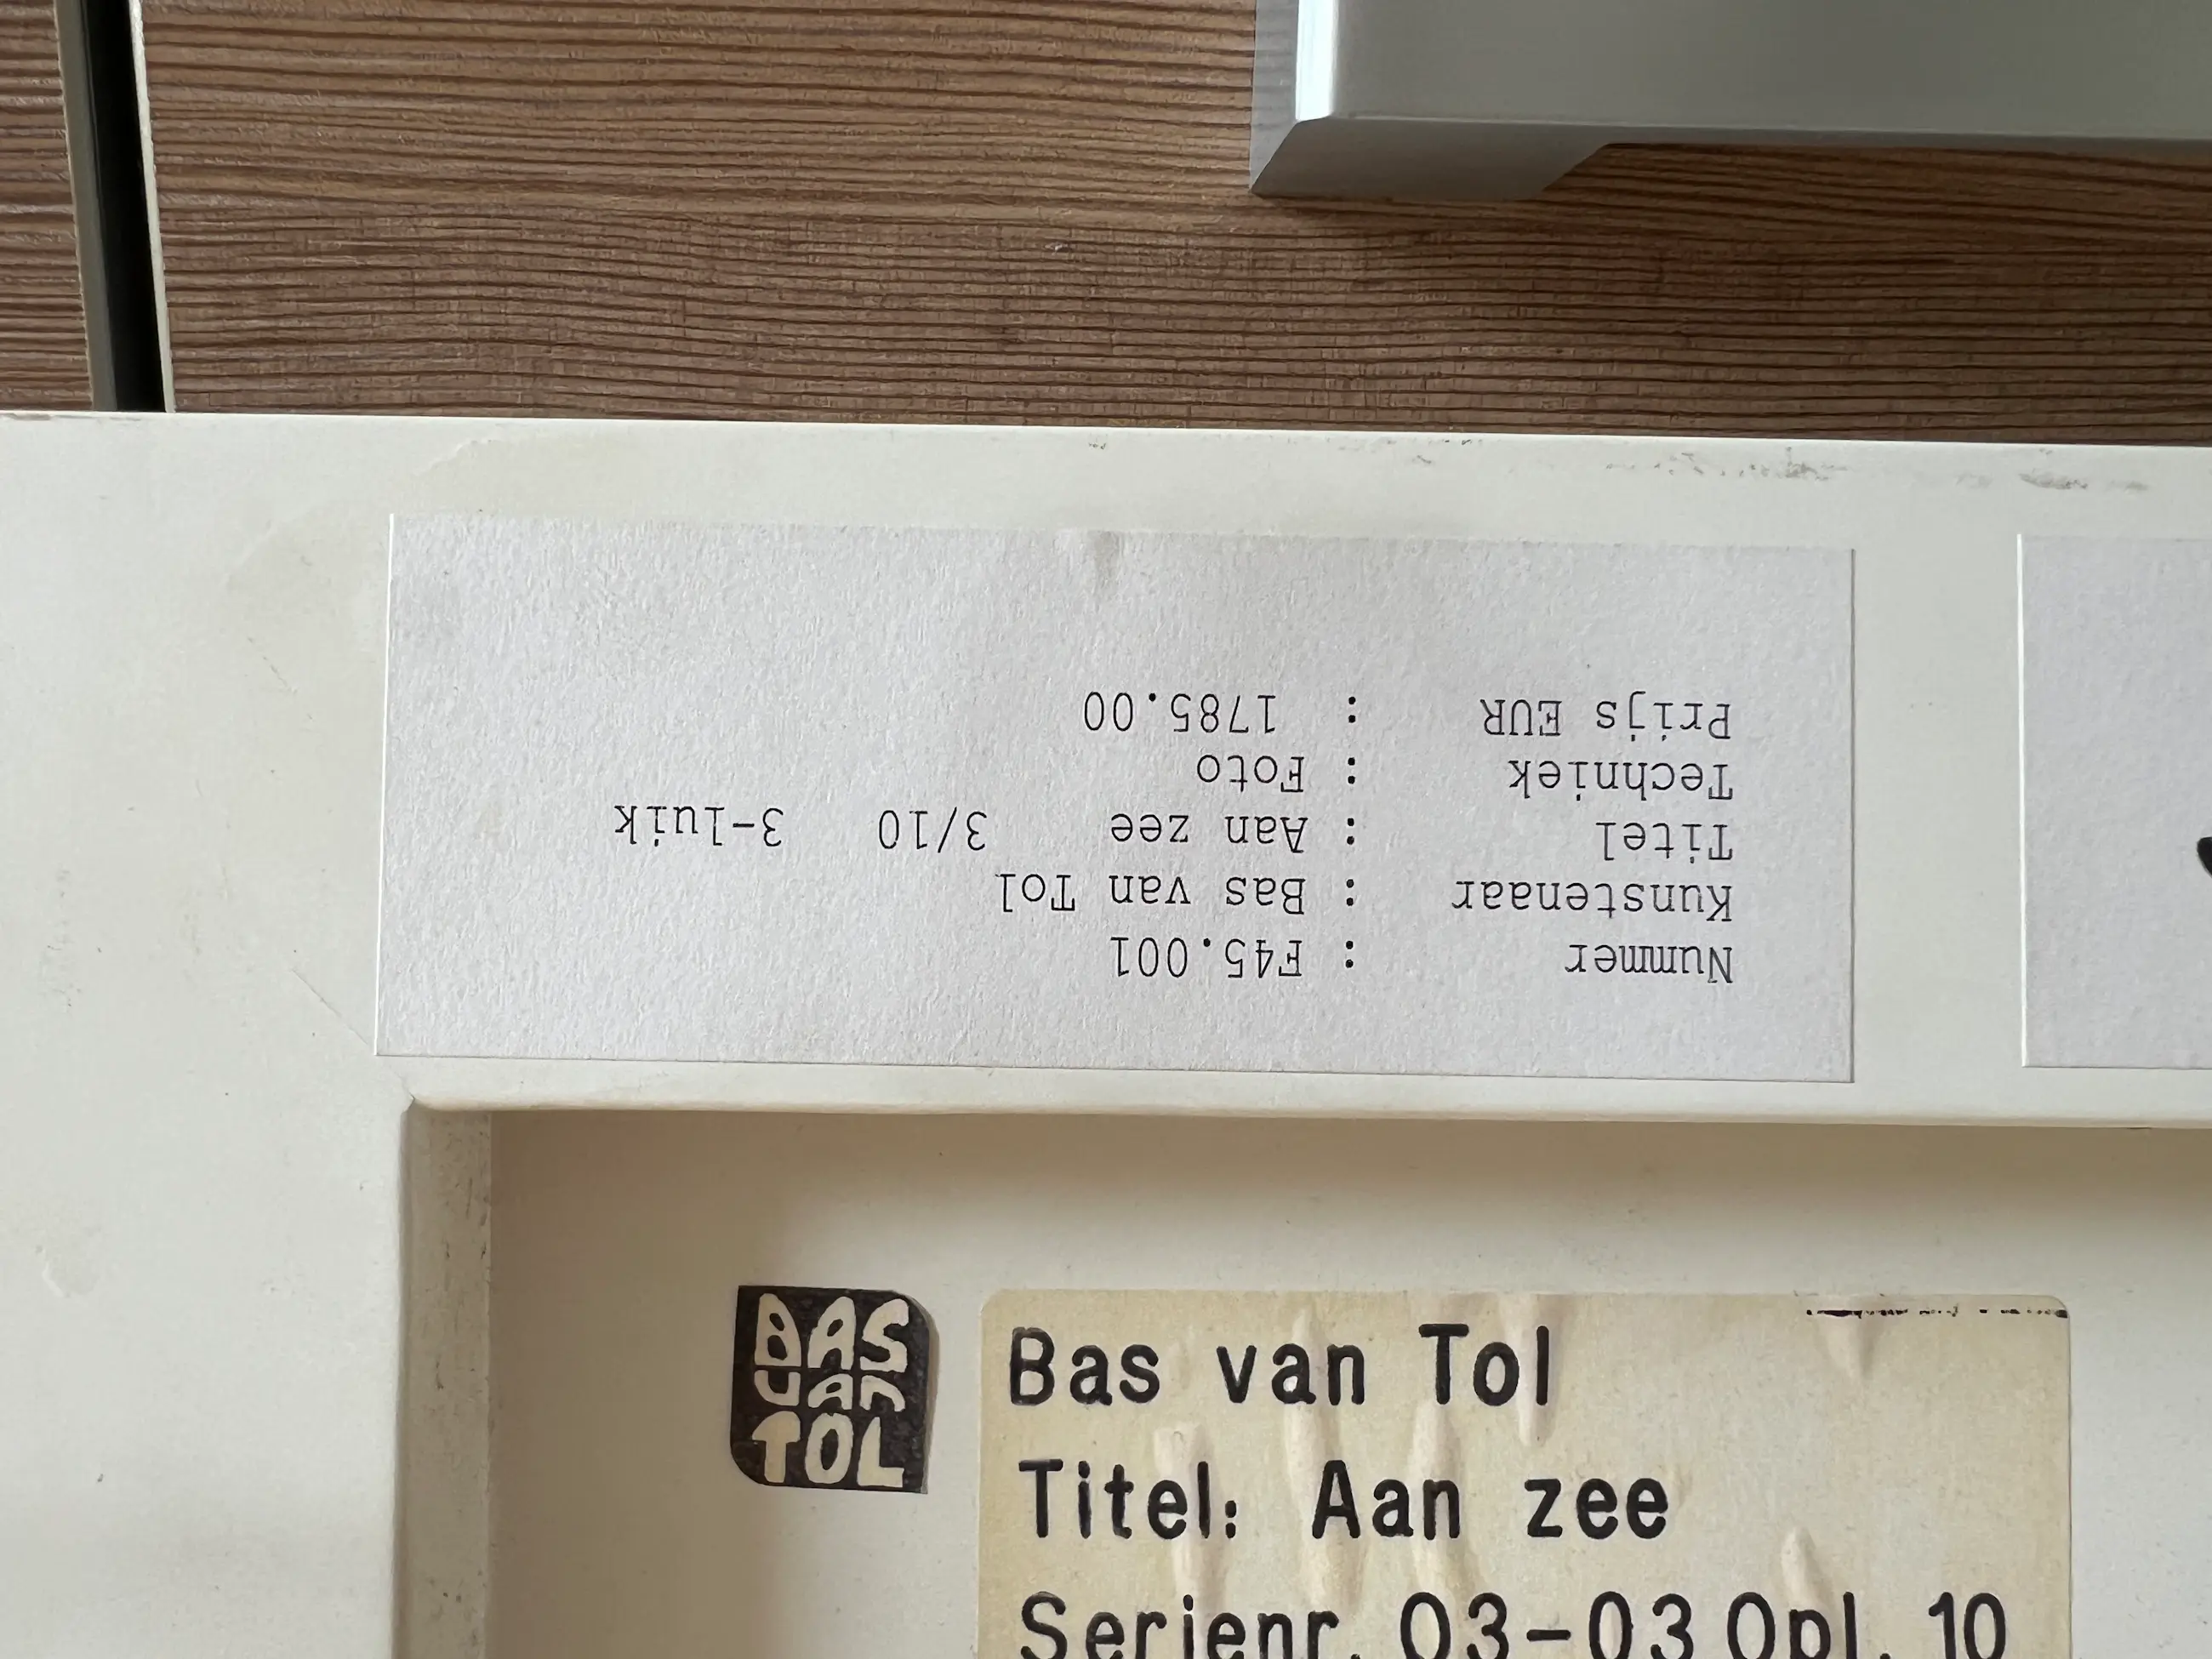 Nummer : F45.001
Kunstenaar : Bas van Tol
Titel : Aan zee 3/10 3-luik
Techniek : Foto
Prijs EUR : 1785.00
BAS
van
TOL
Bas van Tol
Titel: Aan zee
Serienr. 03-03 Opl. 10